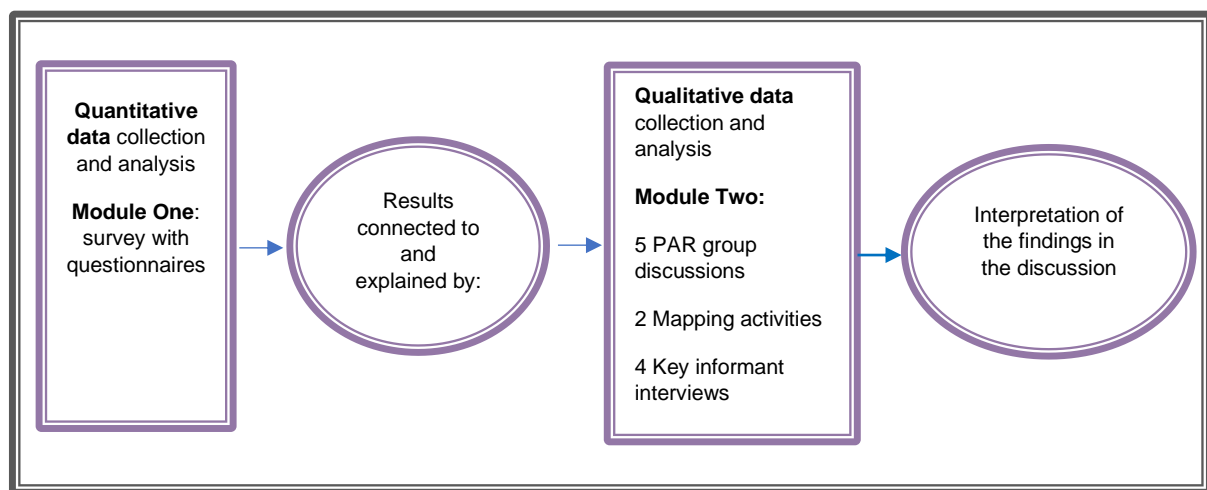 Quantitative
data collection
and analysis
Module One:
survey with
questionnaires
Results
connected to
and
explained by:
Qualitative data
collection and
analysis
Module Two:
5 PAR group
discussions
2 Mapping activities
4 Key informant
interviews
Interpretation of
the findings in
the discussion